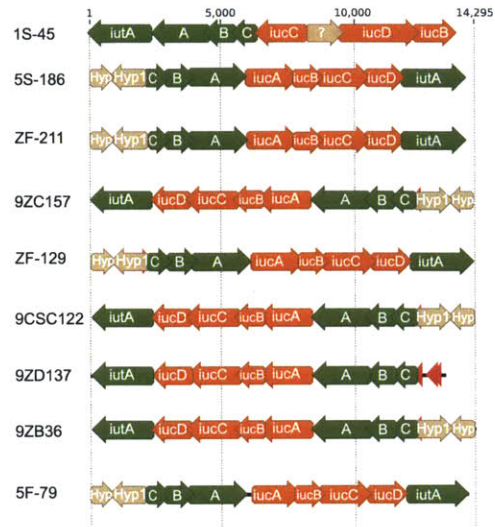 1 5,000 10,000 14,295
1S-45 iutA A B C iucC ? iucD iucB
5S-186 Hyp Hyp1 C B A iucA iucB iucC iucD iutA
ZF-211 Hyp Hyp1 C B A iucA iucB iucC iucD iutA
9ZC157 iutA iucD iucC iucB iucA A B C Hyp1 Hyp
ZF-129 Hyp Hyp1 C B A iucA iucB iucC iucD iutA
9CSC122 iutA iucD iucC iucB iucA A B C Hyp1 Hyp
9ZD137 iutA iucD iucC iucB iucA A B C
9ZB36 iutA iucD iucC iucB iucA A B C Hyp1 Hyp
5F-79 Hyp Hyp1 C B A iucA iucB iucC iucD iutA